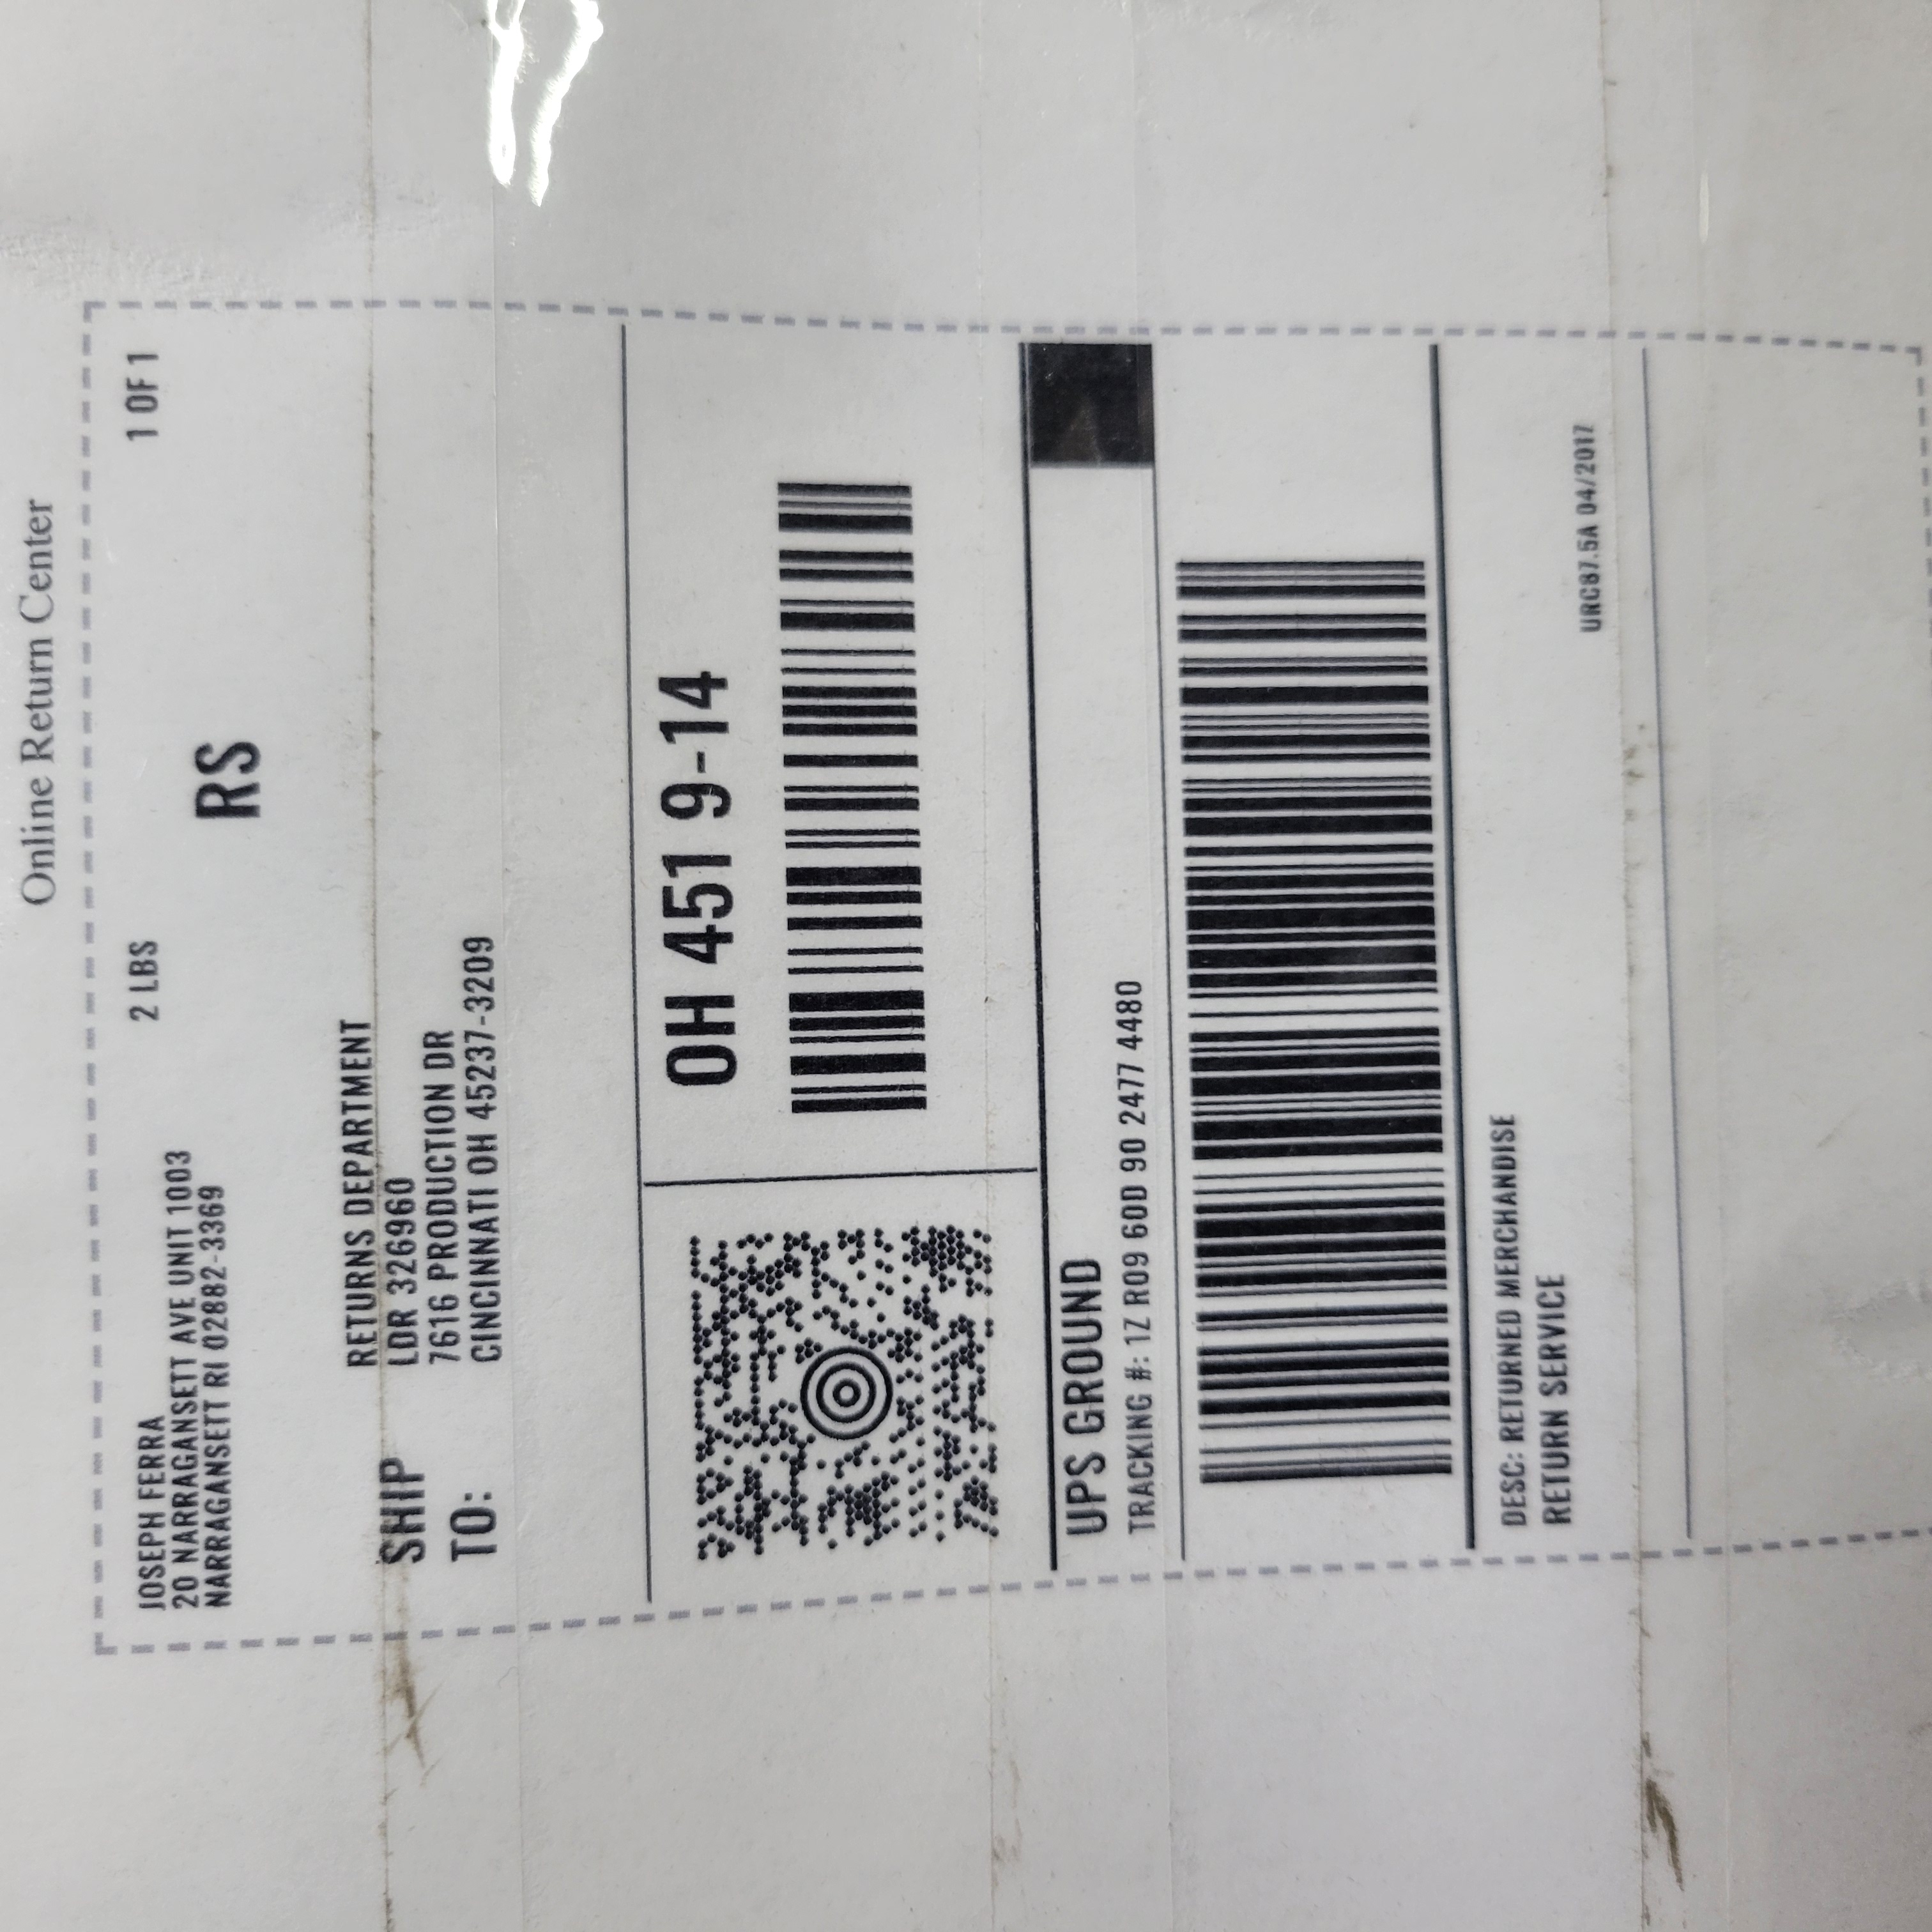 Online Return Center
JOSEPH FERRA
20 NARRAGANSETT AVE UNIT 1003
NARRAGANSETT RI 02882-3369
2 LBS
1 OF 1
RS
SHIP
TO:
RETURNS DEPARTMENT
LDR 326960
7616 PRODUCTION DR
CINCINNATI OH 45237-3209
OH 451 9-14
UPS GROUND
TRACKING #: 1Z R09 60D 90 2477 4480
DESC: RETURNED MERCHANDISE
RETURN SERVICE
URC87.5A 04/2017